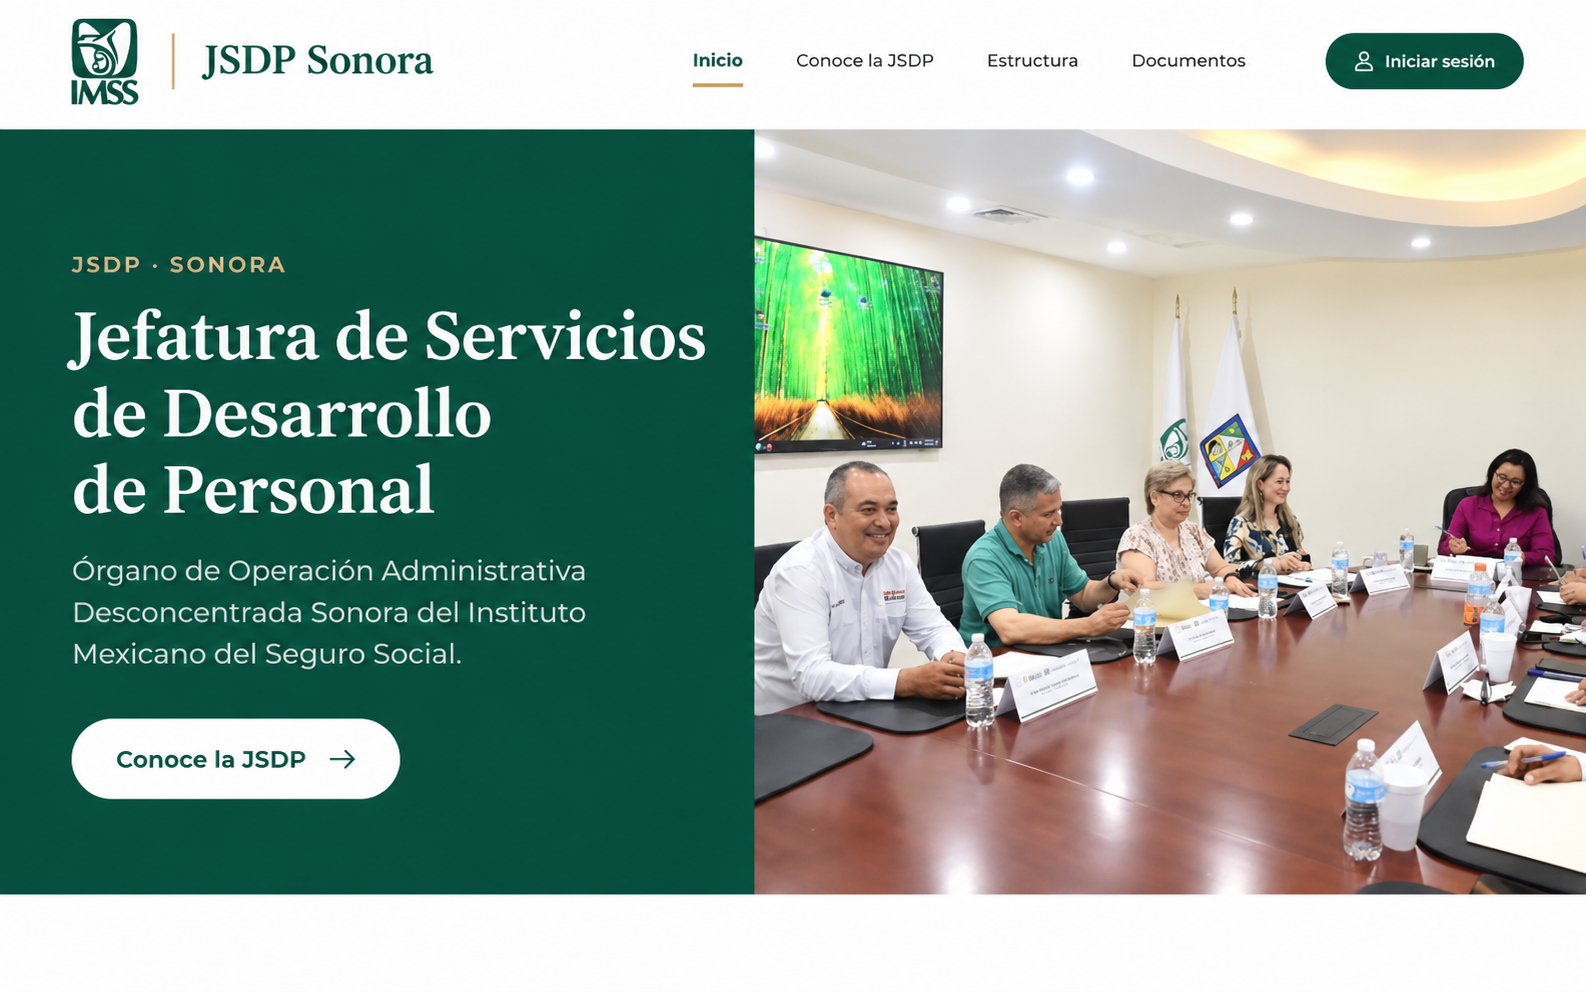 IMSS
JSDP Sonora
Inicio
Conoce la JSDP
Estructura
Documentos
Iniciar sesión
JSDP · SONORA
Jefatura de Servicios
de Desarrollo
de Personal
Órgano de Operación Administrativa
Desconcentrada Sonora del Instituto
Mexicano del Seguro Social.
Conoce la JSDP